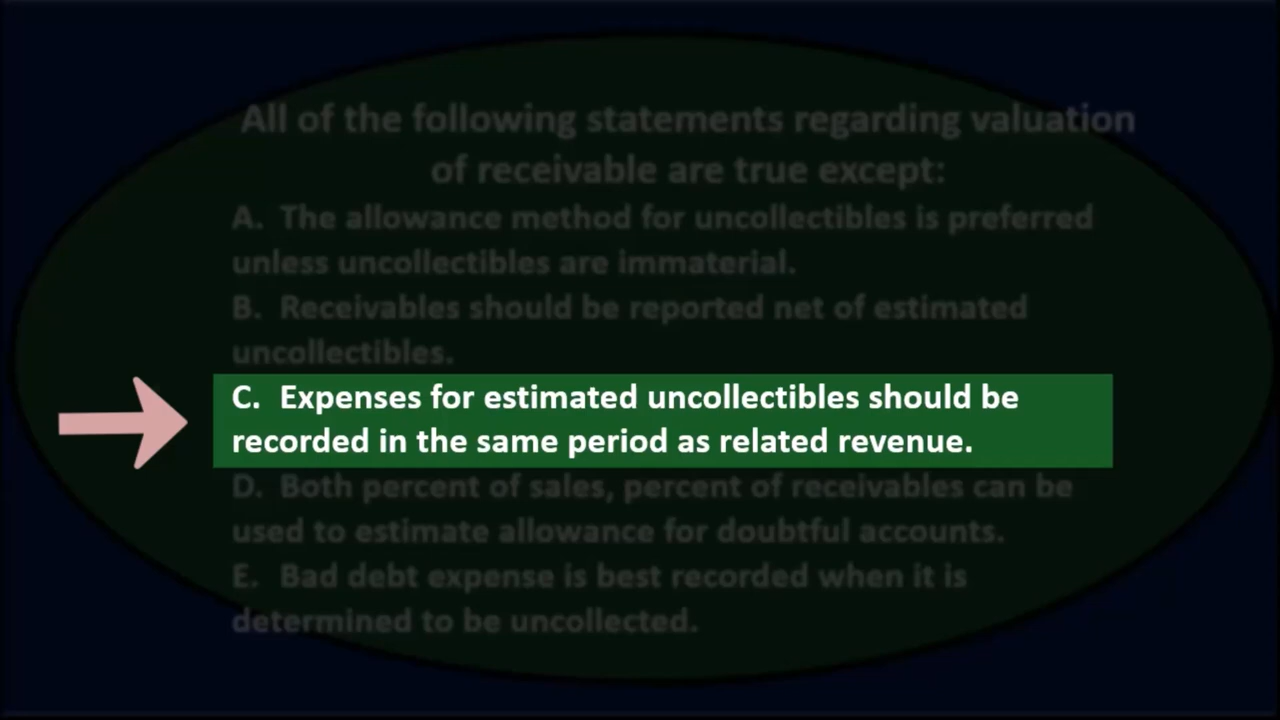 All of the following statements regarding valuation
of receivable are true except:
A. The allowance method for uncollectibles is preferred
unless uncollectibles are immaterial.
B. Receivables should be reported net of estimated
uncollectibles.
C. Expenses for estimated uncollectibles should be
recorded in the same period as related revenue.
D. Both percent of sales, percent of receivables can be
used to estimate allowance for doubtful accounts.
E. Bad debt expense is best recorded when it is
determined to be uncollected.